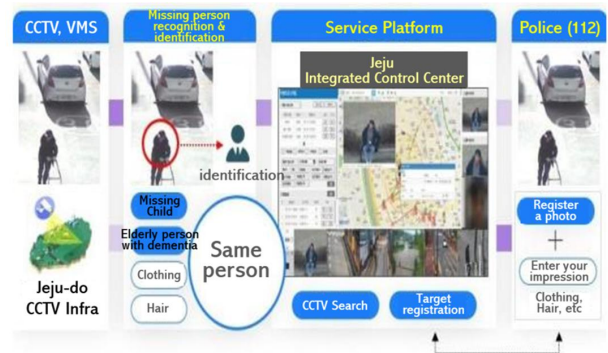 CCTV, VMS
Jeju-do
CCTV Infra
Missing person
recognition &
identification
identification
Missing
Child
Elderly person
with dementia
Clothing
Hair
Same
person
Service Platform
Jeju
Integrated Control Center
CCTV Search
Target
registration
Police (112)
Register
a photo
+
Enter your
impression
Clothing,
Hair, etc